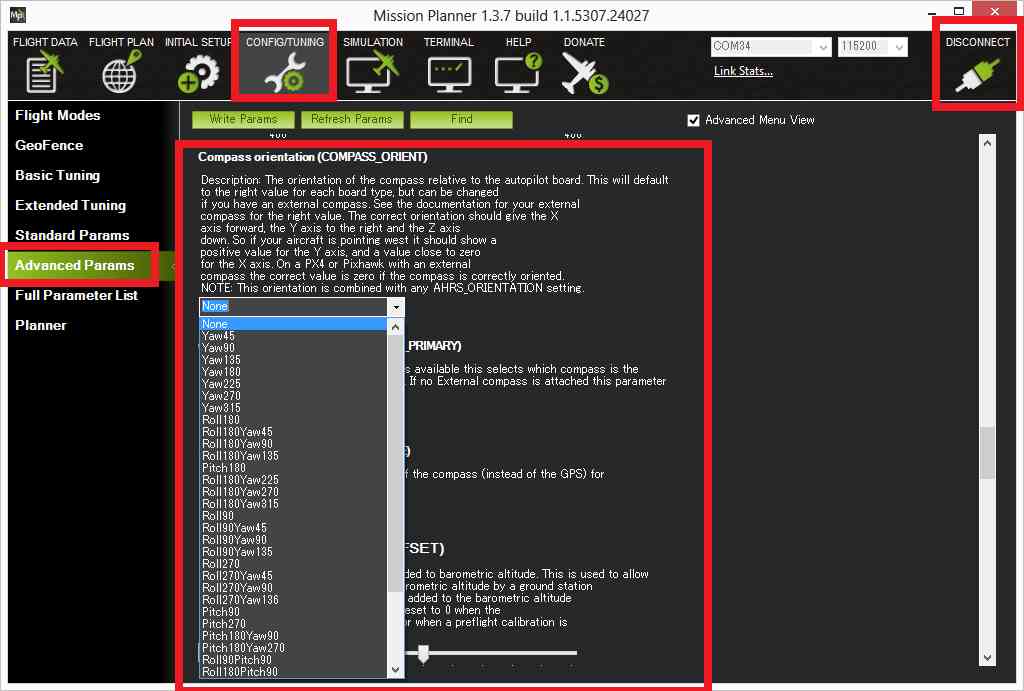 Mp
Mission Planner 1.3.7 build 1.1.5307.24027
FLIGHT DATA
FLIGHT PLAN
INITIAL SETUP
CONFIG/TUNING
SIMULATION
TERMINAL
HELP
DONATE
COM34
115200
DISCONNECT
Link Stats...
Flight Modes
GeoFence
Basic Tuning
Extended Tuning
Standard Params
Advanced Params
Full Parameter List
Planner
Write Params
Refresh Params
Find
Advanced Menu View
Compass orientation (COMPASS_ORIENT)
Description: The orientation of the compass relative to the autopilot board. This will default
to the right value for each board type, but can be changed
if you have an external compass. See the documentation for your external
compass for the right value. The correct orientation should give the X
axis forward, the Y axis to the right and the Z axis
down. So if your aircraft is pointing west it should show a
positive value for the Y axis, and a value close to zero
for the X axis. On a PX4 or Pixhawk with an external
compass the correct value is zero if the compass is correctly oriented.
NOTE: This orientation is combined with any AHRS_ORIENTATION setting.
None
None
Yaw45
Yaw90
Yaw135
Yaw180
Yaw225
Yaw270
Yaw315
Roll180
Roll180Yaw45
Roll180Yaw90
Roll180Yaw135
Pitch180
Roll180Yaw225
Roll180Yaw270
Roll180Yaw315
Roll90
Roll90Yaw45
Roll90Yaw90
Roll90Yaw135
Roll270
Roll270Yaw45
Roll270Yaw90
Roll270Yaw136
Pitch90
Pitch270
Pitch180Yaw90
Pitch180Yaw270
Roll90Pitch90
Roll180Pitch90
_PRIMARY)
s available this selects which compass is the
. If no External compass is attached this parameter
)
f the compass (instead of the GPS) for
FSET)
dded to barometric altitude. This is used to allow
rometric altitude by a ground station
added to the barometric altitude
eset to 0 when the
or when a preflight calibration is